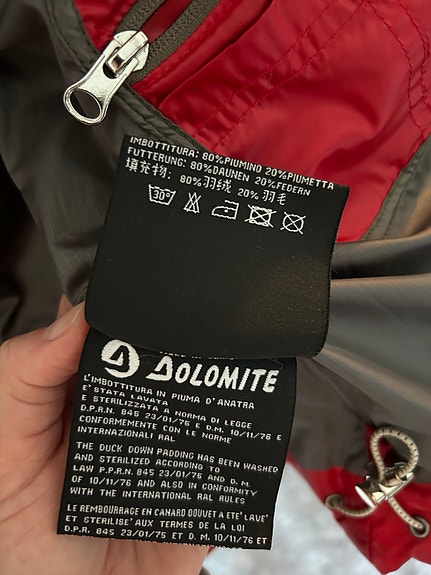 IMBOTTITURA: 80%PIUMINO 20%PIUMETTA
FUTTERUNG: 80%DAUNEN 20%FEDERN
填充物: 80%羽绒 20%羽毛
30°
DOLOMITE
L'IMBOTTITURA IN PIUMA D'ANATRA
E'STATA LAVATA
E STERILIZZATA A NORMA DI LEGGE
D.P.R.N. 845 23/01/76 E D.M. 10/11/76 E
CONFORMEMENTE CON LE NORME
INTERNAZIONALI RAL
THE DUCK DOWN PADDING HAS BEEN WASHED
AND STERILIZED ACCORDING TO
LAW P.P.R.N. 845 23/01/76 AND D.M.
OF 10/11/76 AND ALSO IN CONFORMITY
WITH THE INTERNATIONAL RAL RULES
LE REMBOURRAGE EN CANARD DOUVET A ETE' LAVE'
ET STERILISE' AUX TERMES DE LA LOI
DPR. 845 23/01/75 ET D.M. 10/11/76 ET